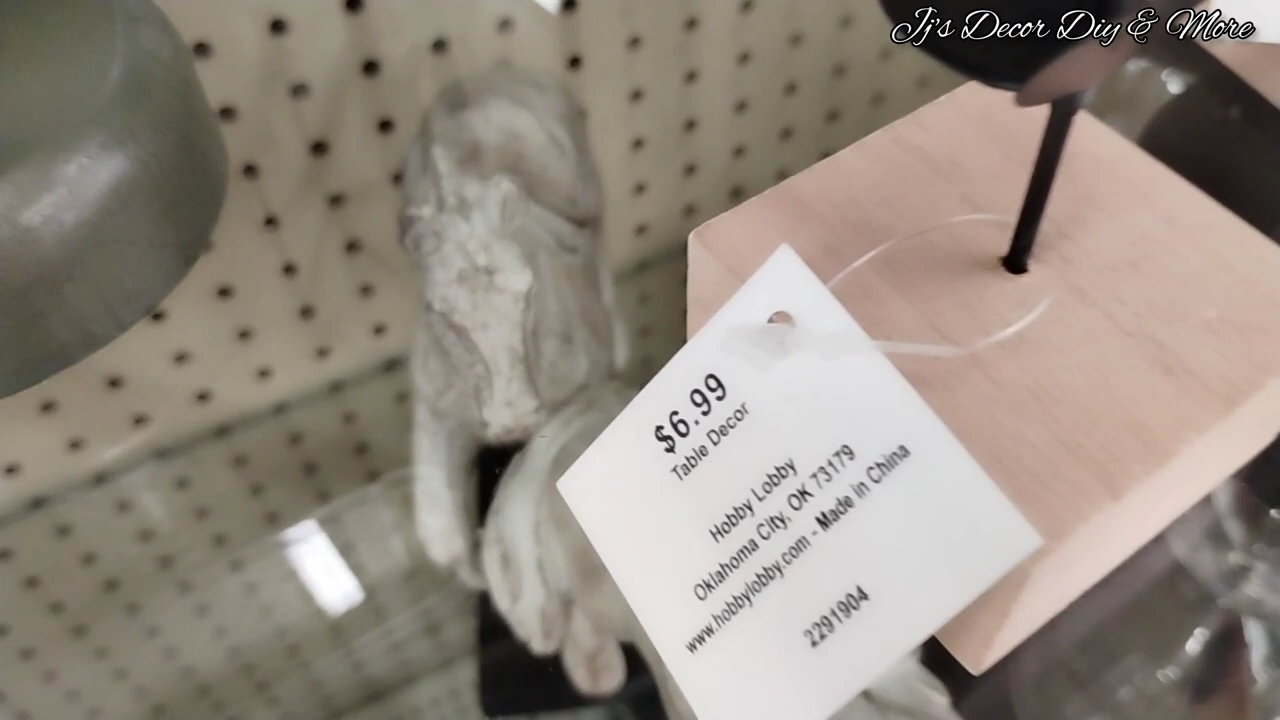 Jj's Decor Diy & More
$6.99
Table Decor
Hobby Lobby
Oklahoma City, OK 73179
www.hobbylobby.com - Made in China
2291904